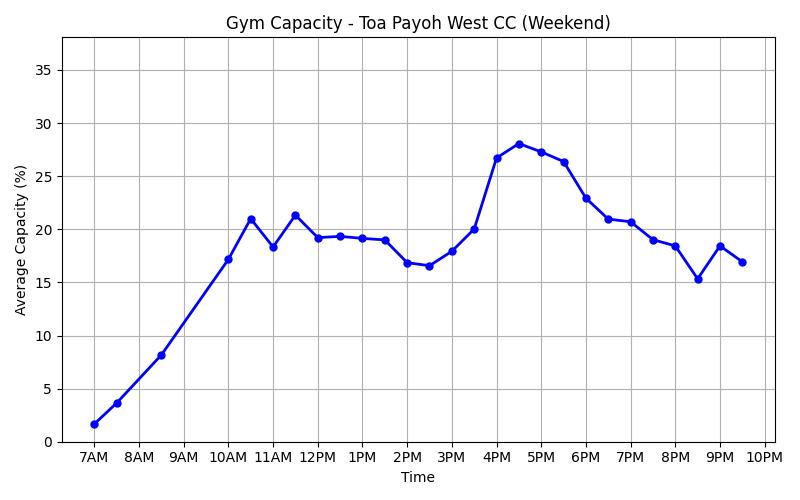 Gym Capacity - Toa Payoh West CC (Weekend)
Average Capacity (%)
35
30
25
20
15
10
5
0
7AM 8AM 9AM 10AM 11AM 12PM 1PM 2PM 3PM 4PM 5PM 6PM 7PM 8PM 9PM 10PM
Time